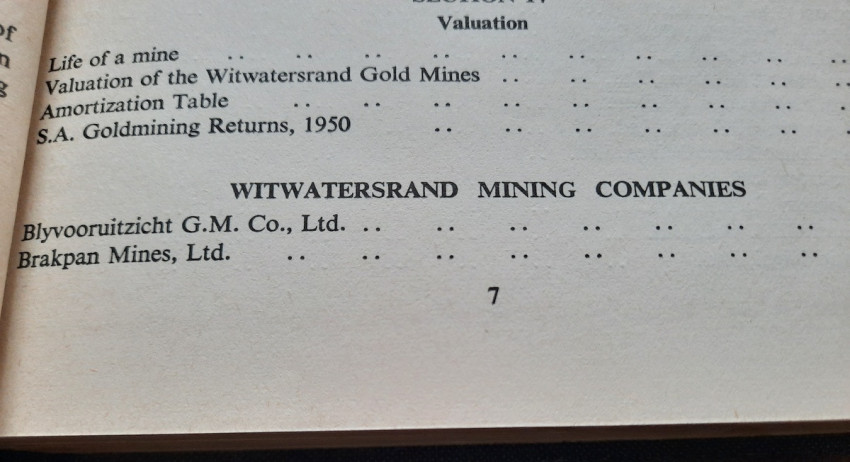 of
Valuation
Life of a mine .. .. .. .. .. .. .. .. .. ..
Valuation of the Witwatersrand Gold Mines .. .. .. .. .. ..
Amortization Table .. .. .. .. .. .. .. .. .
S.A. Goldmining Returns, 1950 .. .. .. .. .. .. .
WITWATERSRAND MINING COMPANIES
Blyvooruitzicht G.M. Co., Ltd. .. .. .. .. .. .. ..
Brakpan Mines, Ltd. .. .. .. .. .. .. .. ..
7